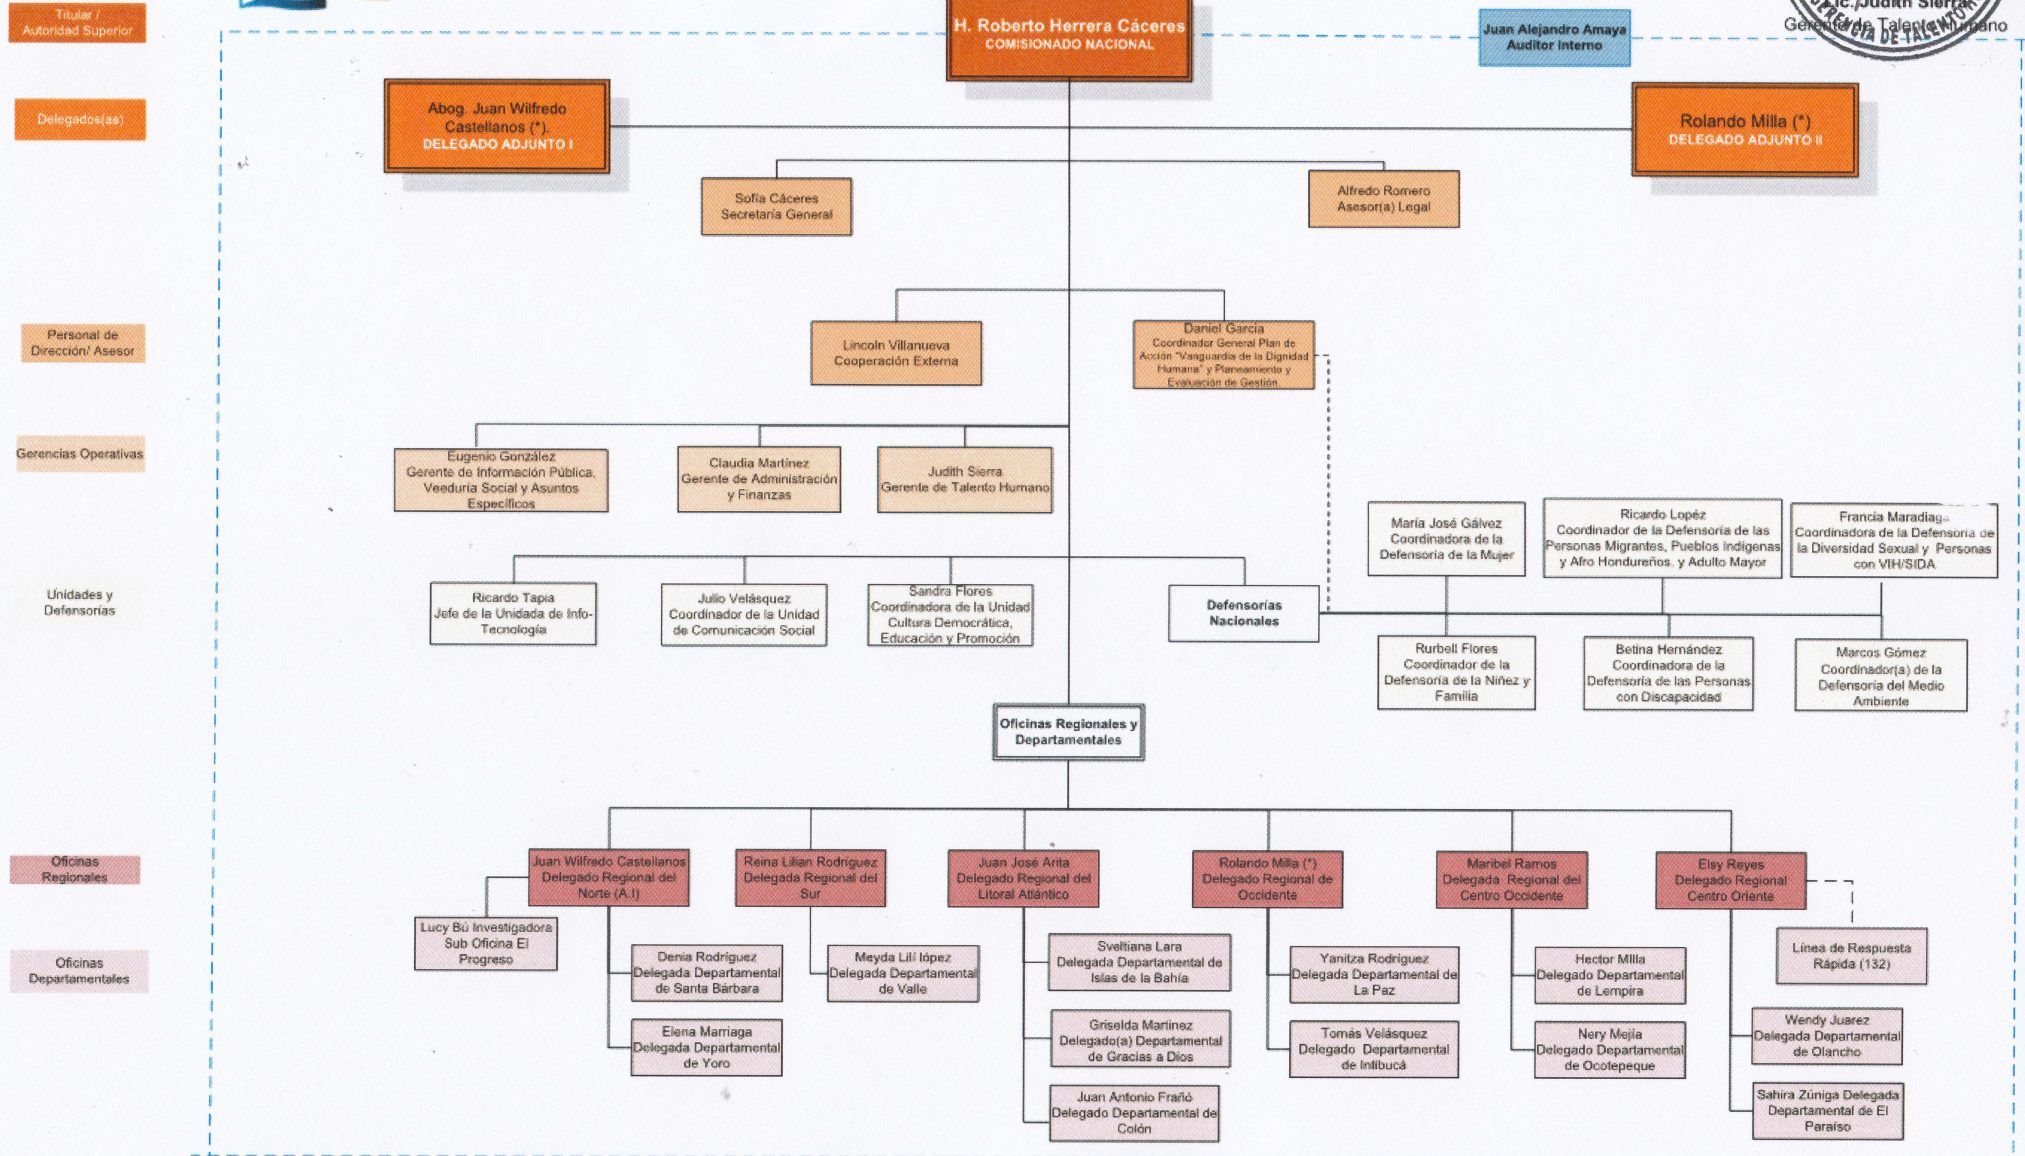 Titular /
Autoridad Superior
H. Roberto Herrera Cáceres
COMISIONADO NACIONAL
Juan Alejandro Amaya
Auditor Interno
Lic. Judith Sierra
Gerente de Talento Humano
GERENCIA DE TALENTO
Delegados(as)
Abog. Juan Wilfredo
Castellanos (*).
DELEGADO ADJUNTO I
Rolando Milla (*)
DELEGADO ADJUNTO II
Sofía Cáceres
Secretaría General
Alfredo Romero
Asesor(a) Legal
Personal de
Dirección/ Asesor
Lincoln Villanueva
Cooperación Externa
Daniel García
Coordinador General Plan de
Acción "Vanguardia de la Dignidad
Humana" y Planeamiento y
Evaluación de Gestión.
Gerencias Operativas
Eugenio González
Gerente de Información Pública,
Veeduría Social y Asuntos
Específicos
Claudia Martínez
Gerente de Administración
y Finanzas
Judith Sierra
Gerente de Talento Humano
María José Gálvez
Coordinadora de la
Defensoría de la Mujer
Ricardo Lopéz
Coordinador de la Defensoría de las
Personas Migrantes, Pueblos Indígenas
y Afro Hondureños, y Adulto Mayor
Francia Maradiaga
Coordinadora de la Defensoría de
la Diversidad Sexual y Personas
con VIH/SIDA
Unidades y
Defensorías
Ricardo Tapia
Jefe de la Unidada de Info-
Tecnología
Julio Velásquez
Coordinador de la Unidad
de Comunicación Social
Sandra Flores
Coordinadora de la Unidad
Cultura Democrática,
Educación y Promoción
Defensorías
Nacionales
Rurbell Flores
Coordinador de la
Defensoría de la Niñez y
Familia
Betina Hernández
Coordinadora de la
Defensoría de las Personas
con Discapacidad
Marcos Gómez
Coordinador(a) de la
Defensoría del Medio
Ambiente
Oficinas Regionales y
Departamentales
Oficinas
Regionales
Juan Wilfredo Castellanos
Delegado Regional del
Norte (A.I)
Reina Lilian Rodríguez
Delegada Regional del
Sur
Juan José Arita
Delegado Regional del
Litoral Atlántico
Rolando Milla (*)
Delegado Regional de
Occidente
Maribel Ramos
Delegada Regional del
Centro Occidente
Elsy Reyes
Delegado Regional
Centro Oriente
Oficinas
Departamentales
Lucy Bú Investigadora
Sub Oficina El
Progreso
Denia Rodríguez
Delegada Departamental
de Santa Bárbara
Meyda Lilí lópez
Delegada Departamental
de Valle
Sveltiana Lara
Delegada Departamental de
Islas de la Bahía
Yanitza Rodríguez
Delegada Departamental de
La Paz
Hector Milla
Delegado Departamental
de Lempira
Línea de Respuesta
Rápida (132)
Elena Marriaga
Delegada Departamental
de Yoro
Griselda Martínez
Delegado(a) Departamental
de Gracias a Dios
Tomás Velásquez
Delegado Departamental
de Intibucá
Nery Mejía
Delegado Departamental
de Ocotepeque
Wendy Juarez
Delegada Departamental
de Olancho
Juan Antonio Frañó
Delegado Departamental de
Colón
Sahira Zúniga Delegada
Departamental de El
Paraíso